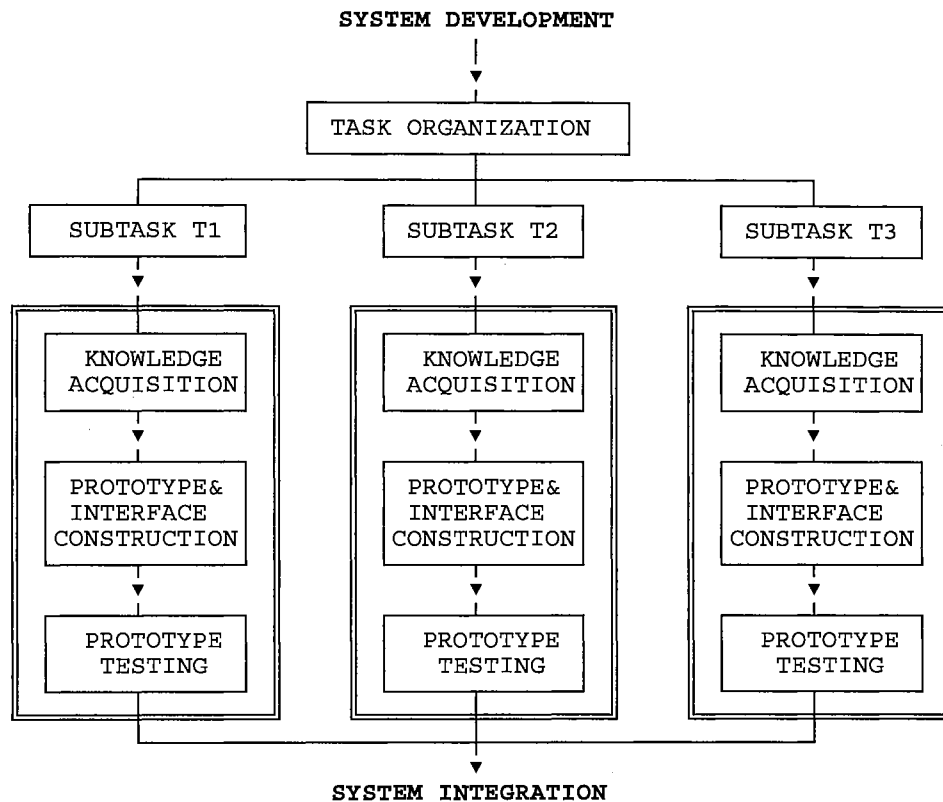 SYSTEM DEVELOPMENT
TASK ORGANIZATION
SUBTASK T1
SUBTASK T2
SUBTASK T3
KNOWLEDGE
ACQUISITION
KNOWLEDGE
ACQUISITION
KNOWLEDGE
ACQUISITION
PROTOTYPE&
INTERFACE
CONSTRUCTION
PROTOTYPE&
INTERFACE
CONSTRUCTION
PROTOTYPE&
INTERFACE
CONSTRUCTION
PROTOTYPE
TESTING
PROTOTYPE
TESTING
PROTOTYPE
TESTING
SYSTEM INTEGRATION